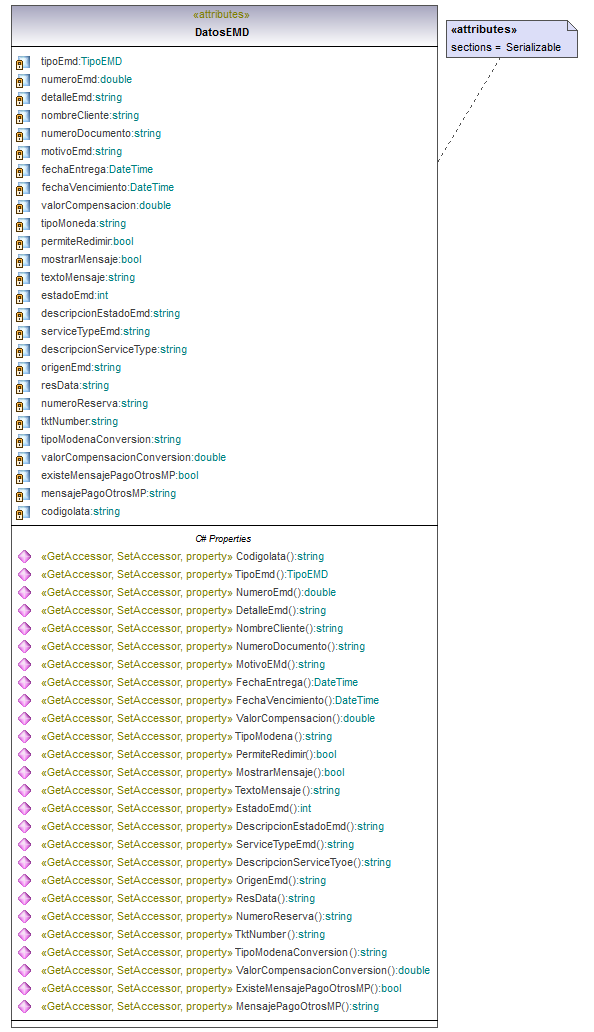 «attributes»
DatosEMD
«attributes»
sections = Serializable
tipoEmd:TipoEMD
numeroEmd:double
detalleEmd:string
nombreCliente:string
numeroDocumento:string
motivoEmd:string
fechaEntrega:DateTime
fechaVencimiento:DateTime
valorCompensacion:double
tipoMoneda:string
permiteRedimir:bool
mostrarMensaje:bool
textoMensaje:string
estadoEmd:int
descripcionEstadoEmd:string
serviceTypeEmd:string
descripcionServiceType:string
origenEmd:string
resData:string
numeroReserva:string
tktNumber:string
tipoModenaConversion:string
valorCompensacionConversion:double
existeMensajePagoOtrosMP:bool
mensajePagoOtrosMP:string
codigoIata:string
C# Properties
«GetAccessor, SetAccessor, property» CodigoIata():string
«GetAccessor, SetAccessor, property» TipoEmd():TipoEMD
«GetAccessor, SetAccessor, property» NumeroEmd():double
«GetAccessor, SetAccessor, property» DetalleEmd():string
«GetAccessor, SetAccessor, property» NombreCliente():string
«GetAccessor, SetAccessor, property» NumeroDocumento():string
«GetAccessor, SetAccessor, property» MotivoEMd():string
«GetAccessor, SetAccessor, property» FechaEntrega():DateTime
«GetAccessor, SetAccessor, property» FechaVencimiento():DateTime
«GetAccessor, SetAccessor, property» ValorCompensacion():double
«GetAccessor, SetAccessor, property» TipoModena():string
«GetAccessor, SetAccessor, property» PermiteRedimir():bool
«GetAccessor, SetAccessor, property» MostrarMensaje():bool
«GetAccessor, SetAccessor, property» TextoMensaje():string
«GetAccessor, SetAccessor, property» EstadoEmd():int
«GetAccessor, SetAccessor, property» DescripcionEstadoEmd():string
«GetAccessor, SetAccessor, property» ServiceTypeEmd():string
«GetAccessor, SetAccessor, property» DescripcionServiceTyoe():string
«GetAccessor, SetAccessor, property» OrigenEmd():string
«GetAccessor, SetAccessor, property» ResData():string
«GetAccessor, SetAccessor, property» NumeroReserva():string
«GetAccessor, SetAccessor, property» TktNumber():string
«GetAccessor, SetAccessor, property» TipoModenaConversion():string
«GetAccessor, SetAccessor, property» ValorCompensacionConversion():double
«GetAccessor, SetAccessor, property» ExisteMensajePagoOtrosMP():bool
«GetAccessor, SetAccessor, property» MensajePagoOtrosMP():string